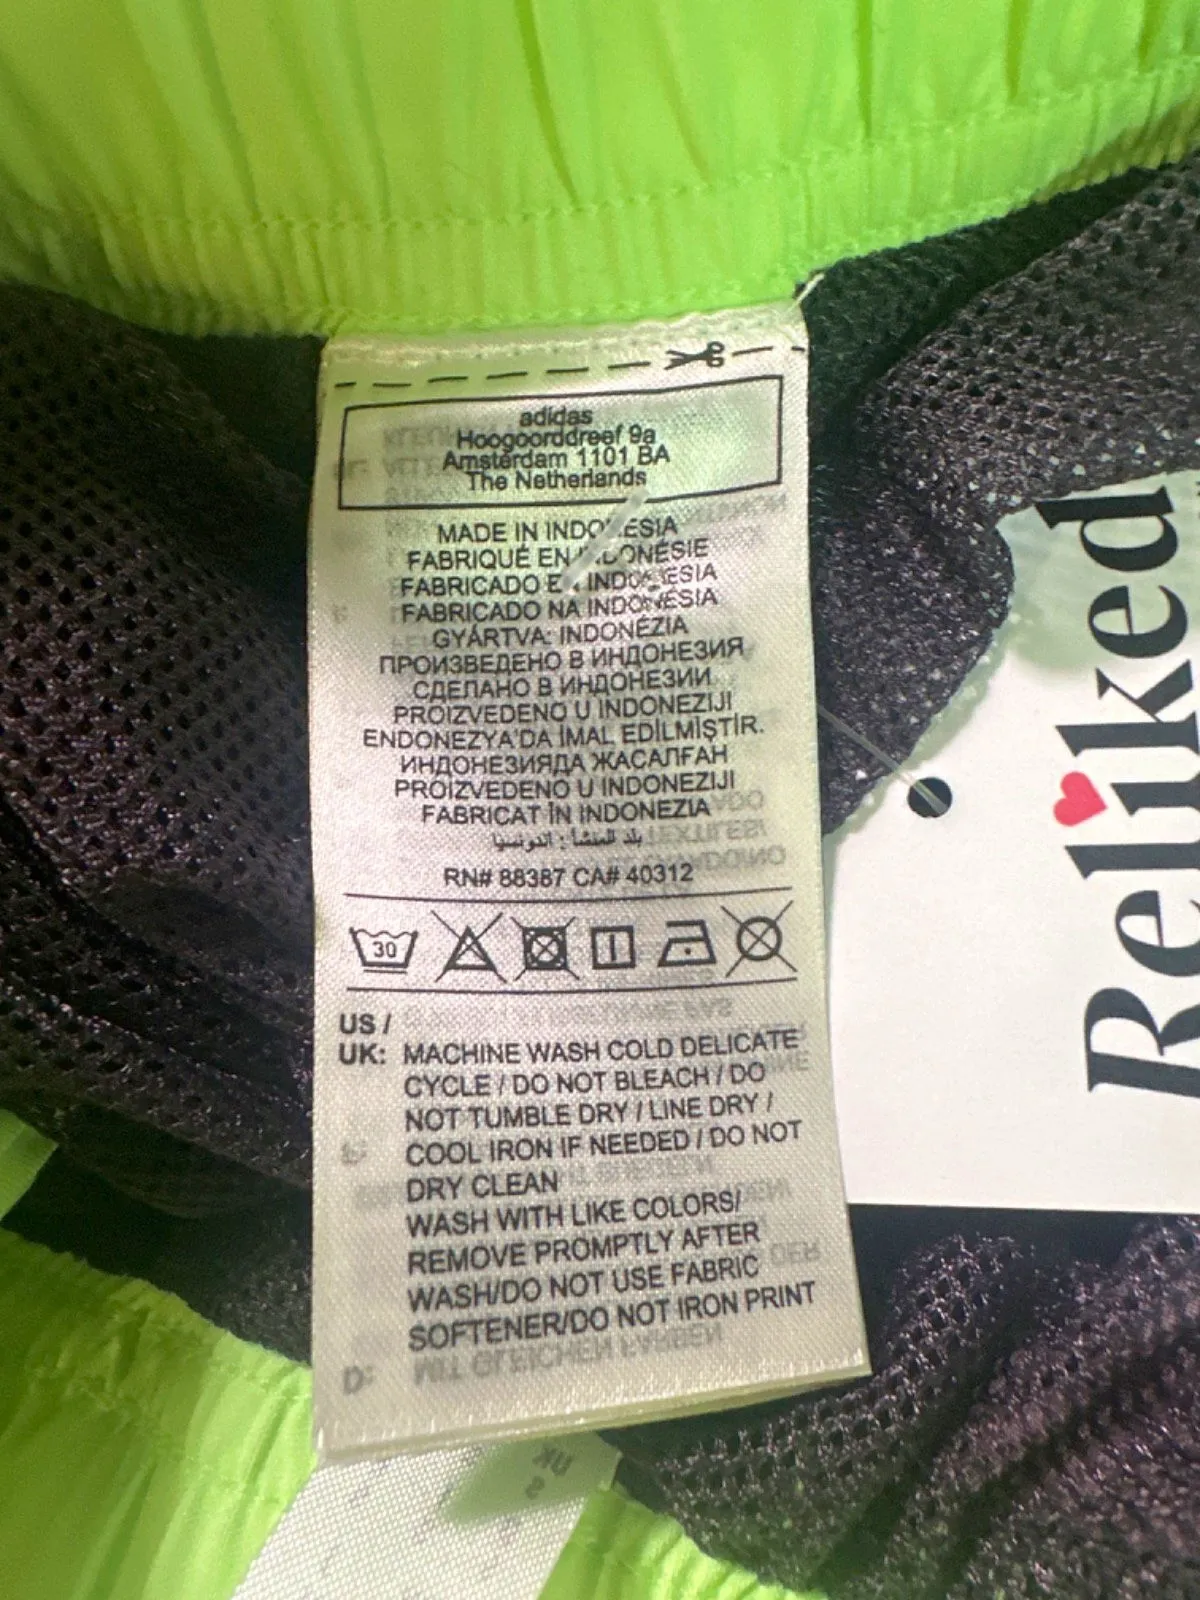 adidas
Hoogoorddreef 9a
Amsterdam 1101 BA
The Netherlands
MADE IN INDONESIA
FABRIQUÉ EN INDONÉSIE
FABRICADO EN INDONESIA
FABRICADO NA INDONÉSIA
GYÁRTVA: INDONÉZIA
ПРОИЗВЕДЕНО В ИНДОНЕЗИЯ
СДЕЛАНО В ИНДОНЕЗИИ
PROIZVEDENO U INDONEZIJI
ENDONEZYA'DA İMAL EDİLMİŞTİR.
ИНДОНЕЗИЯДА ЖАСАЛҒАН
PROIZVEDENO U INDONEZIJI
FABRICAT ÎN INDONEZIA
بلد المنشأ : اندونسيا
RN# 88387 CA# 40312
30
US /
UK: MACHINE WASH COLD DELICATE
CYCLE / DO NOT BLEACH / DO
NOT TUMBLE DRY / LINE DRY /
COOL IRON IF NEEDED / DO NOT
DRY CLEAN
WASH WITH LIKE COLORS/
REMOVE PROMPTLY AFTER
WASH/DO NOT USE FABRIC
SOFTENER/DO NOT IRON PRINT
UK
S
Reliked